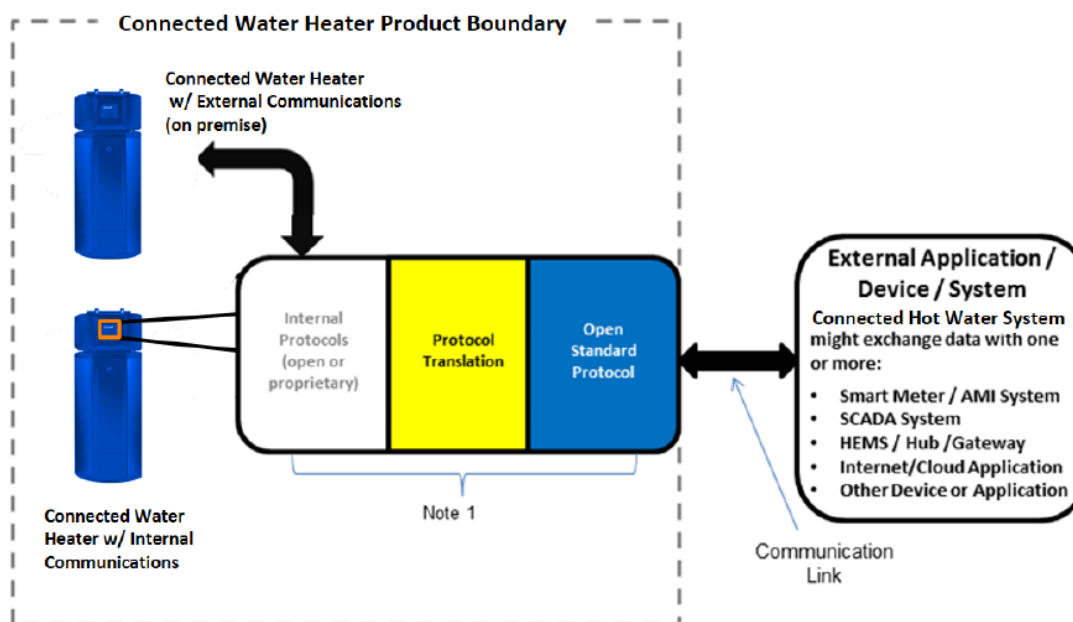 Connected Water Heater Product Boundary
Connected Water Heater
w/ External Communications
(on premise)
Internal
Protocols
(open or
proprietary)
Protocol
Translation
Open
Standard
Protocol
Note 1
Connected Water
Heater w/ Internal
Communications
External Application /
Device / System
Connected Hot Water System
might exchange data with one
or more:
• Smart Meter / AMI System
• SCADA System
• HEMS / Hub /Gateway
• Internet/Cloud Application
• Other Device or Application
Communication
Link